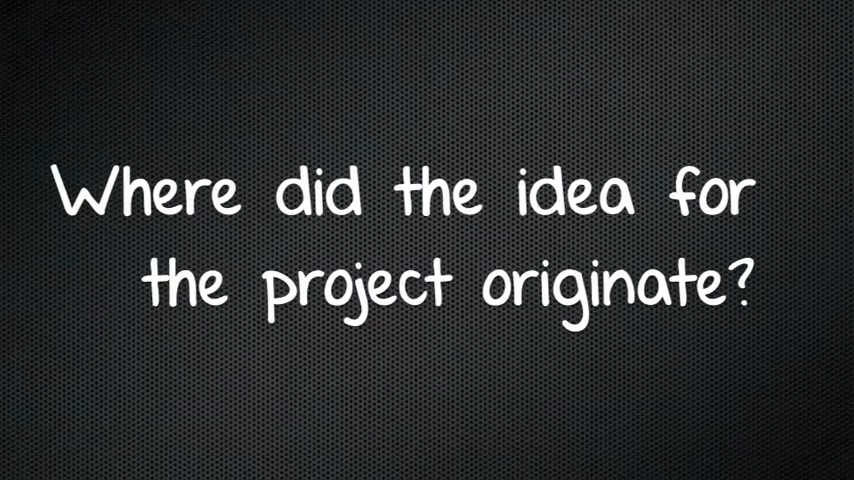 Where did the idea for
the project originate?